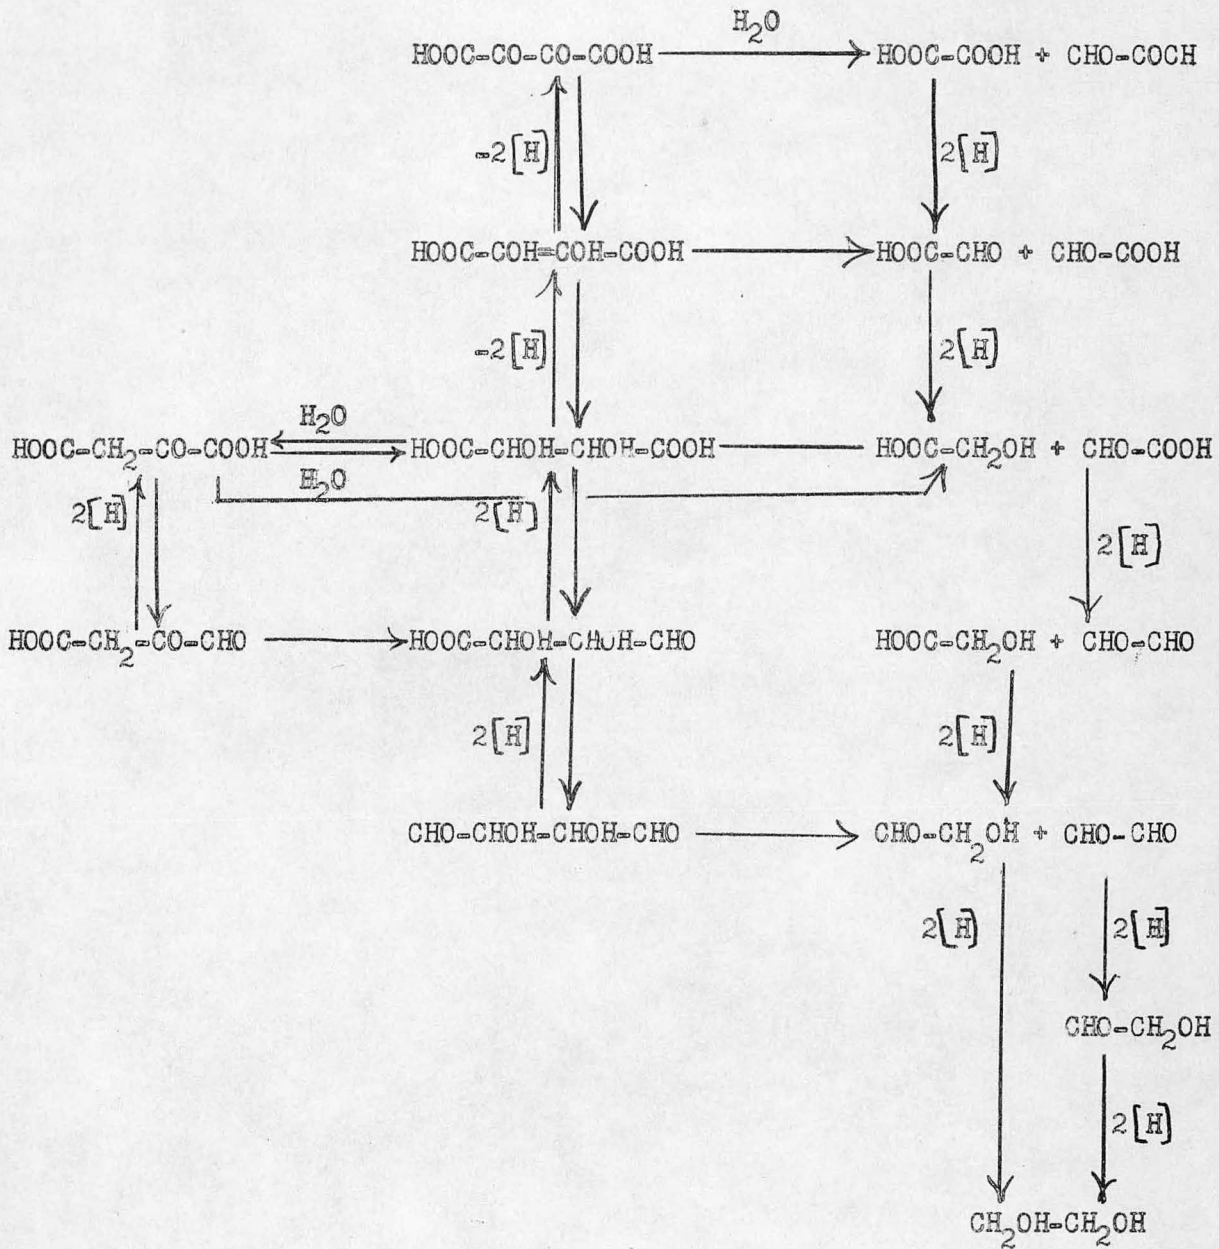 H₂O
HOOC-CO-CO-COOH HOOC-COOH + CHO-COCH
-2[H] 2[H]
HOOC-COH=COH-COOH HOOC-CHO + CHO-COOH
-2[H] 2[H]
H₂O
HOOC-CH₂-CO-COOH HOOC-CHOH-CHOH-COOH HOOC-CH₂OH + CHO-COOH
H₂O
2[H] 2[H] 2[H]
HOOC-CH₂-CO-CHO HOOC-CHOH-CHOH-CHO HOOC-CH₂OH + CHO-CHO
2[H] 2[H]
CHO-CHOH-CHOH-CHO CHO-CH₂OH + CHO-CHO
2[H] 2[H]
CHO-CH₂OH
2[H]
CH₂OH-CH₂OH